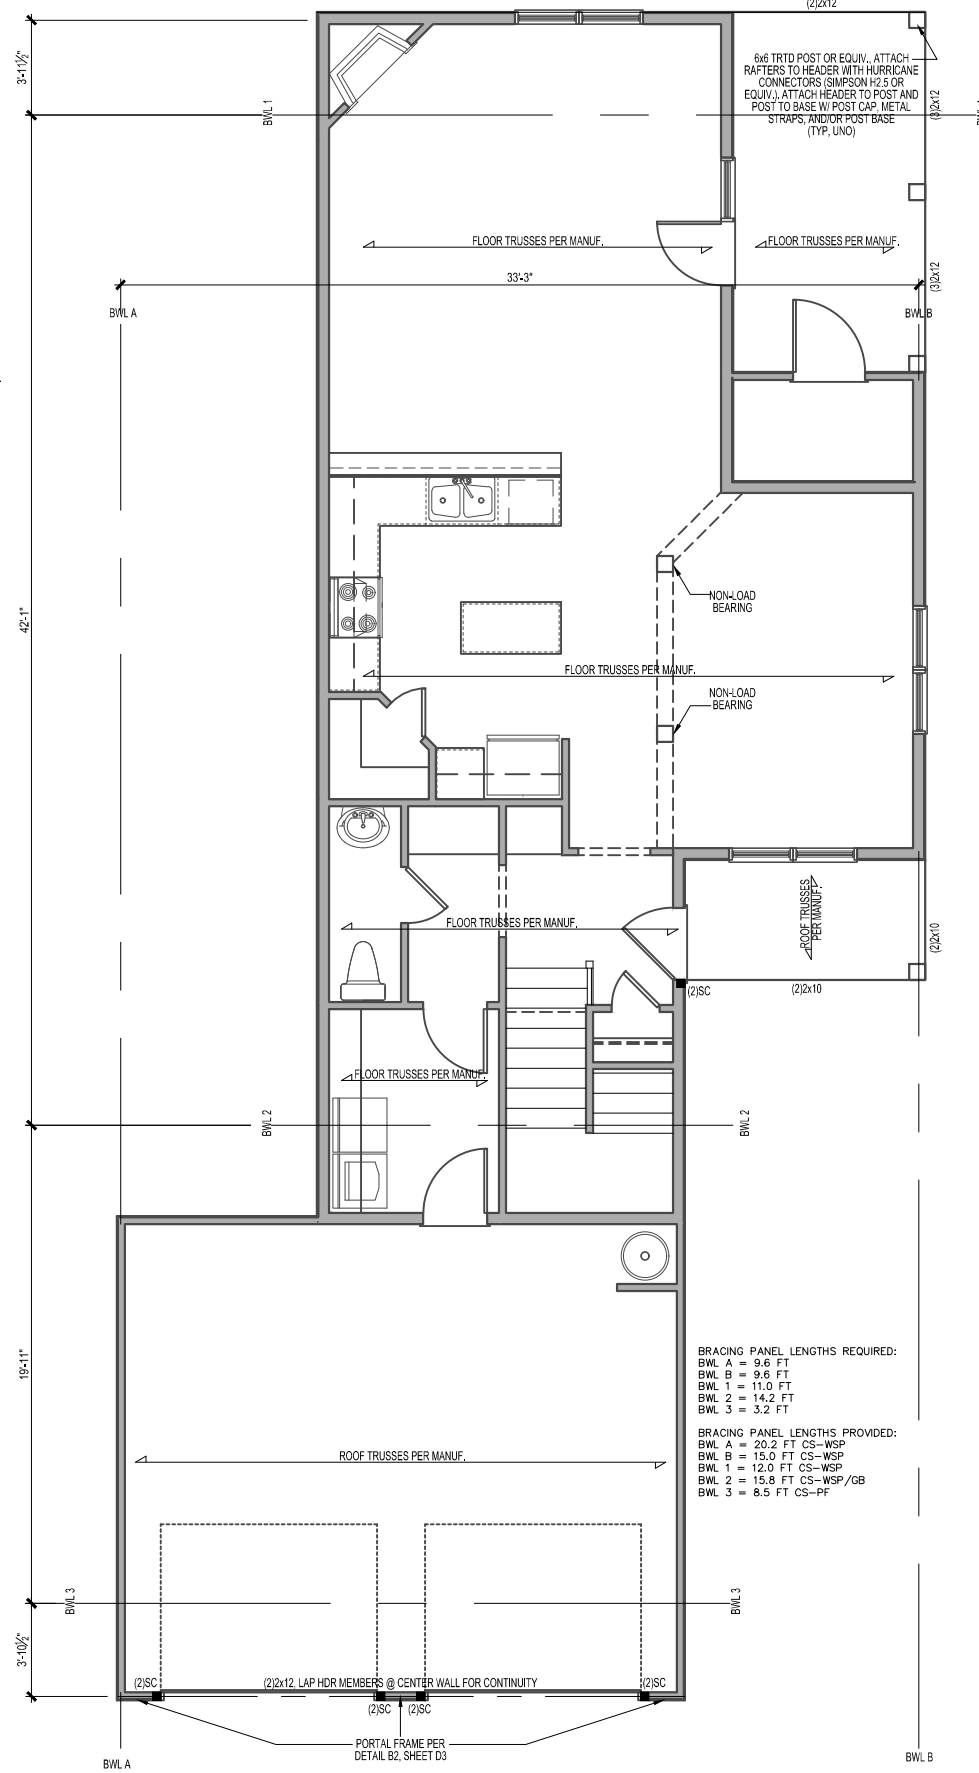 (2)2x12
3'-11½"
BWL 1
6x6 TRTD POST OR EQUIV., ATTACH
RAFTERS TO HEADER WITH HURRICANE
CONNECTORS (SIMPSON H2.5 OR
EQUIV.). ATTACH HEADER TO POST AND
POST TO BASE W/ POST CAP, METAL
STRAPS, AND/OR POST BASE
(TYP, UNO)
(3)2x12
FLOOR TRUSSES PER MANUF.
FLOOR TRUSSES PER MANUF.
(3)2x12
33'-3"
BWL A
BWL B
42'-1"
NON-LOAD
BEARING
FLOOR TRUSSES PER MANUF.
NON-LOAD
BEARING
ROOF TRUSSES
PER MANUF.
FLOOR TRUSSES PER MANUF.
(2)2x10
(2)SC
(2)2x10
FLOOR TRUSSES PER MANUF.
BWL 2
BWL 2
19'-11"
BRACING PANEL LENGTHS REQUIRED:
BWL A = 9.6 FT
BWL B = 9.6 FT
BWL 1 = 11.0 FT
BWL 2 = 14.2 FT
BWL 3 = 3.2 FT
BRACING PANEL LENGTHS PROVIDED:
BWL A = 20.2 FT CS-WSP
BWL B = 15.0 FT CS-WSP
BWL 1 = 12.0 FT CS-WSP
BWL 2 = 15.8 FT CS-WSP/GB
BWL 3 = 8.5 FT CS-PF
ROOF TRUSSES PER MANUF.
BWL 3
BWL 3
3'-10½"
(2)SC
(2)2x12, LAP HDR MEMBERS @ CENTER WALL FOR CONTINUITY
(2)SC
(2)SC
(2)SC
PORTAL FRAME PER
DETAIL B2, SHEET D3
BWL A
BWL B